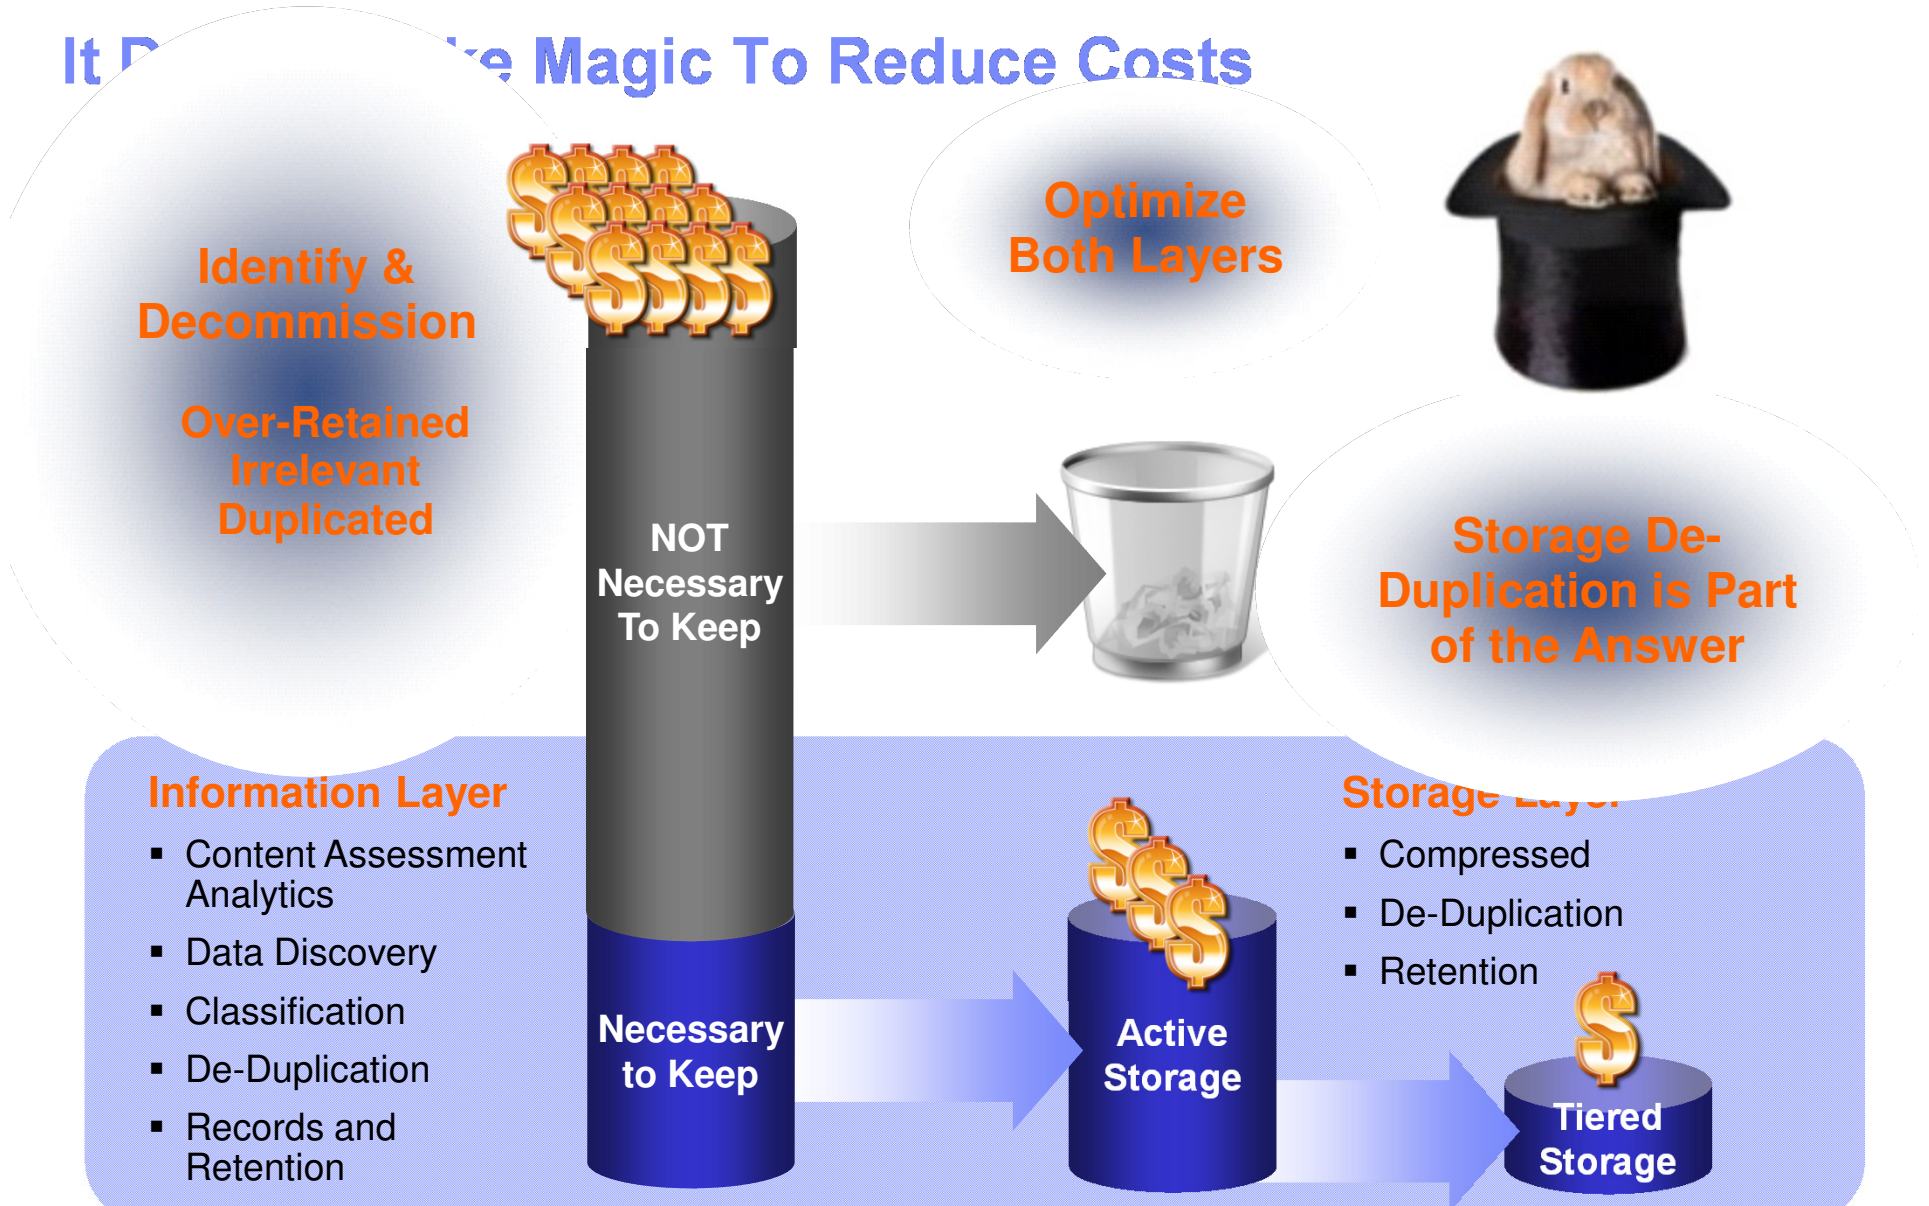 It D ke Magic To Reduce Costs
Identify &
Decommission
Over-Retained
Irrelevant
Duplicated
Optimize
Both Layers
NOT
Necessary
To Keep
Storage De-
Duplication is Part
of the Answer
Information Layer
▪ Content Assessment
Analytics
▪ Data Discovery
▪ Classification
▪ De-Duplication
▪ Records and
Retention
Necessary
to Keep
Active
Storage
Storage Layer
▪ Compressed
▪ De-Duplication
▪ Retention
Tiered
Storage